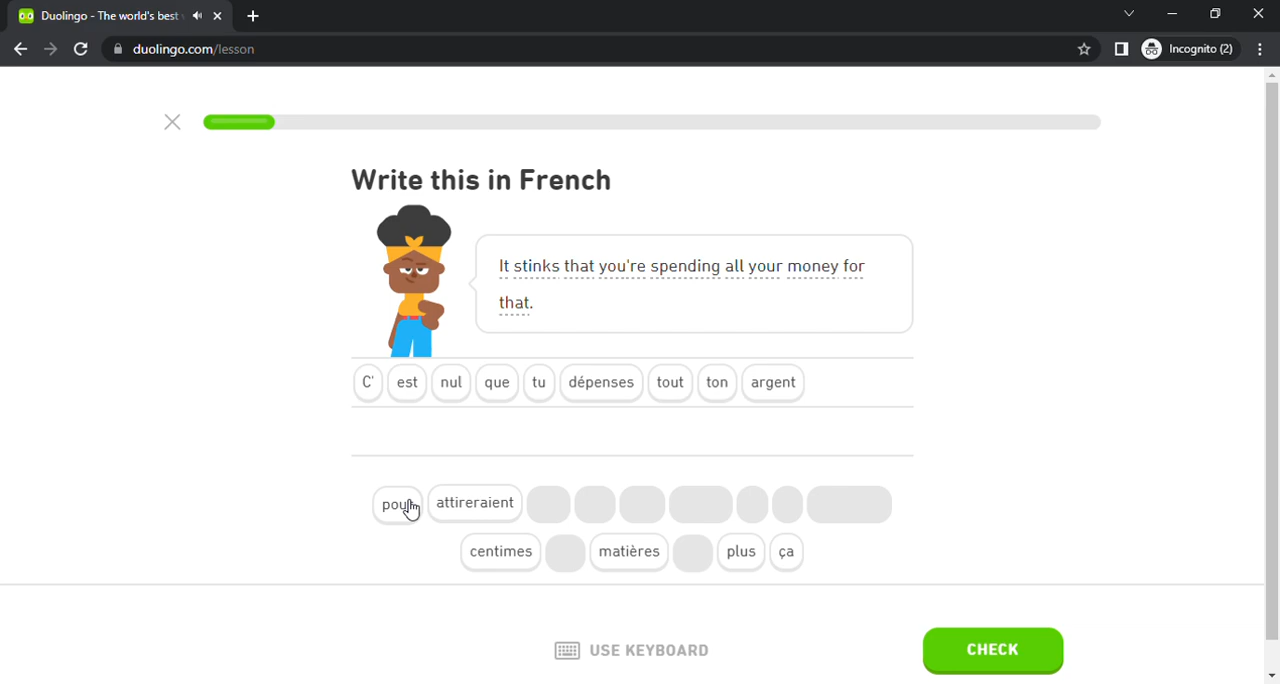 Duolingo - The world's best
duolingo.com/lesson
Incognito (2)
Write this in French
It stinks that you're spending all your money for
that.
C' est nul que tu dépenses tout ton argent
pour attireraient
centimes matières plus ça
USE KEYBOARD
CHECK